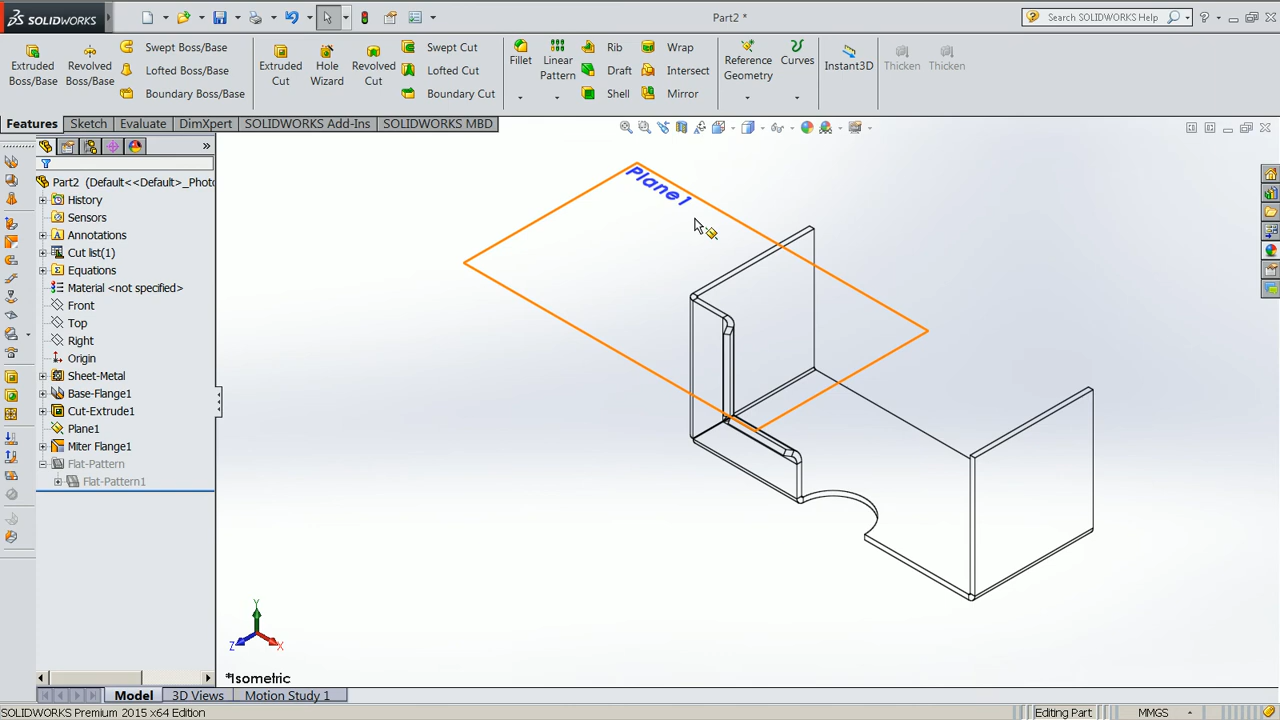 SOLIDWORKS
Part2 *
Search SOLIDWORKS Help
Extruded Boss/Base
Revolved Boss/Base
Swept Boss/Base
Lofted Boss/Base
Boundary Boss/Base
Extruded Cut
Hole Wizard
Revolved Cut
Swept Cut
Lofted Cut
Boundary Cut
Fillet
Linear Pattern
Rib
Draft
Shell
Wrap
Intersect
Mirror
Reference Geometry
Curves
Instant3D
Thicken
Thicken
Features
Sketch
Evaluate
DimXpert
SOLIDWORKS Add-Ins
SOLIDWORKS MBD
Part2 (Default<<Default>_Phot
History
Sensors
Annotations
Cut list(1)
Equations
Material <not specified>
Front
Top
Right
Origin
Sheet-Metal
Base-Flange1
Cut-Extrude1
Plane1
Miter Flange1
Flat-Pattern
Flat-Pattern1
Plane1
Y
Z
X
*Isometric
Model
3D Views
Motion Study 1
SOLIDWORKS Premium 2015 x64 Edition
Editing Part
MMGS